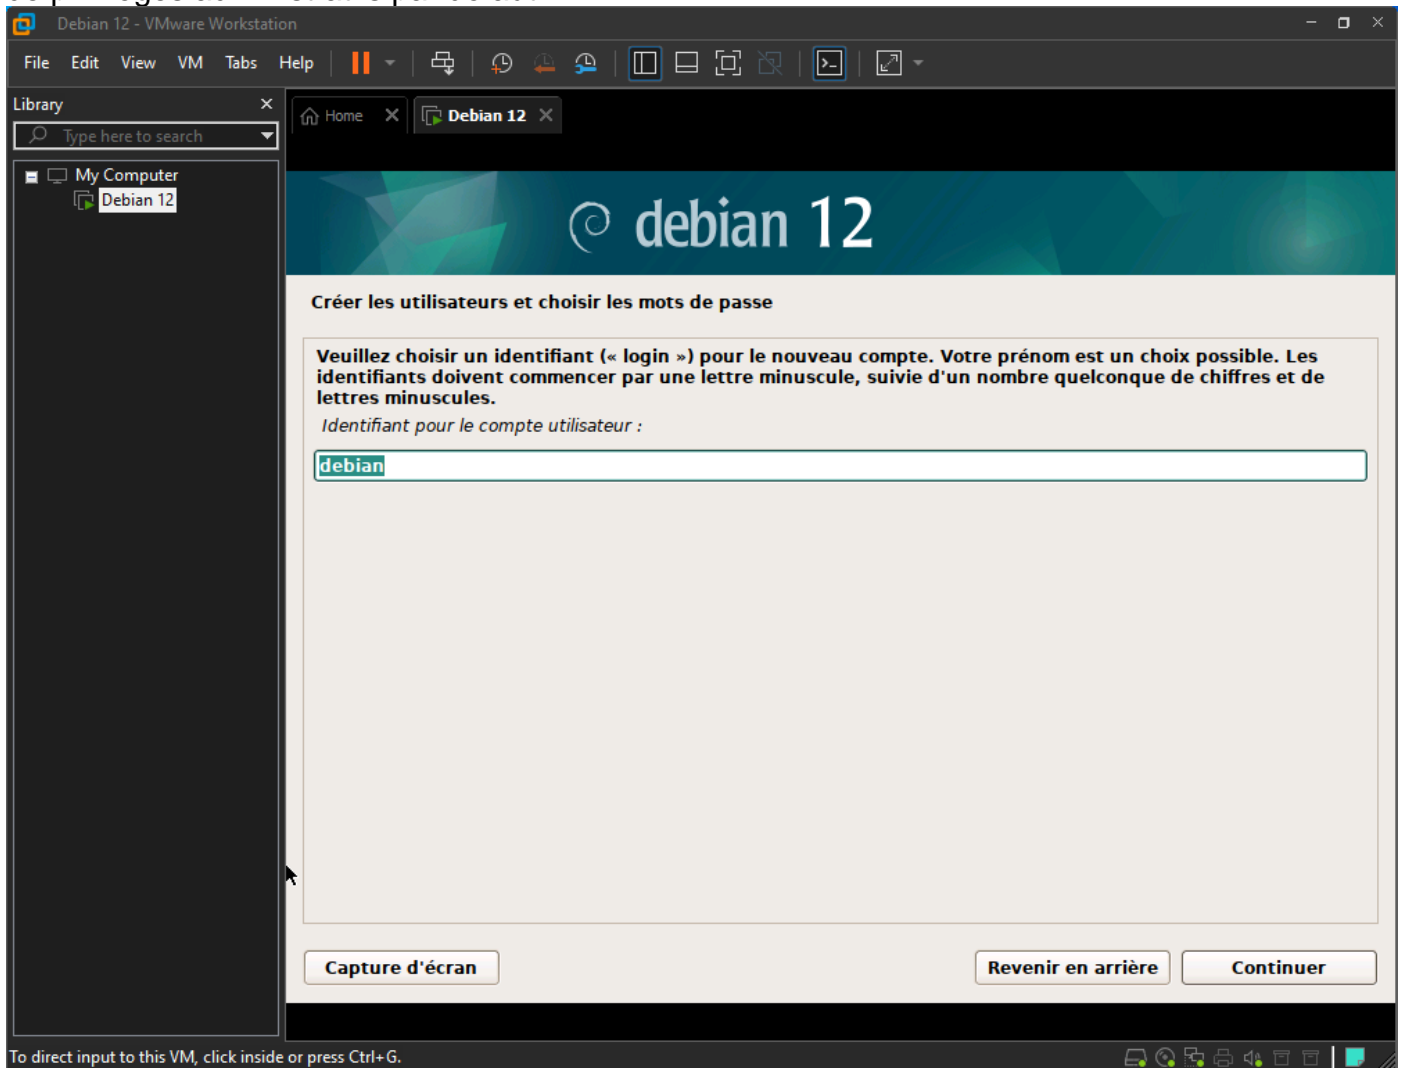 Debian 12 - VMware Workstation
File Edit View VM Tabs Help
Library
Type here to search
My Computer
Debian 12
Home
Debian 12
debian 12
Créer les utilisateurs et choisir les mots de passe
Veuillez choisir un identifiant (« login ») pour le nouveau compte. Votre prénom est un choix possible. Les
identifiants doivent commencer par une lettre minuscule, suivie d'un nombre quelconque de chiffres et de
lettres minuscules.
Identifiant pour le compte utilisateur :
debian
Capture d'écran
Revenir en arrière
Continuer
To direct input to this VM, click inside or press Ctrl+G.